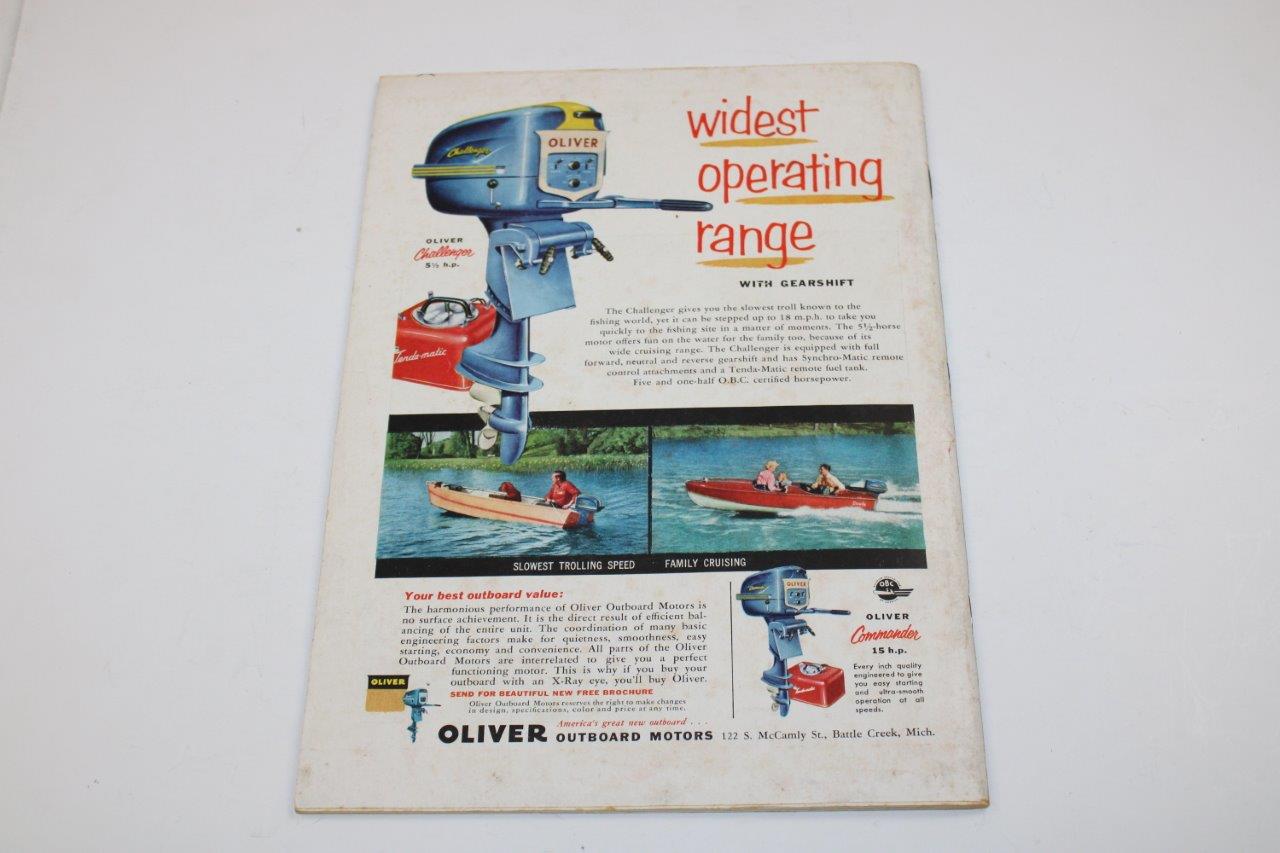 widest
operating
range
WITH GEARSHIFT
Challenger
OLIVER
OLIVER
Challenger
5½ h.p.
Tenda-matic
The Challenger gives you the slowest troll known to the
fishing world, yet it can be stepped up to 18 m.p.h. to take you
quickly to the fishing site in a matter of moments. The 5½-horse
motor offers fun on the water for the family too, because of its
wide cruising range. The Challenger is equipped with full
forward, neutral and reverse gearshift and has Synchro-Matic remote
control attachments and a Tenda-Matic remote fuel tank.
Five and one-half O.B.C. certified horsepower.
SLOWEST TROLLING SPEED
FAMILY CRUISING
Your best outboard value:
The harmonious performance of Oliver Outboard Motors is
no surface achievement. It is the direct result of efficient bal-
ancing of the entire unit. The coordination of many basic
engineering factors make for quietness, smoothness, easy
starting, economy and convenience. All parts of the Oliver
Outboard Motors are interrelated to give you a perfect
functioning motor. This is why if you buy your
outboard with an X-Ray eye, you'll buy Oliver.
SEND FOR BEAUTIFUL NEW FREE BROCHURE
Oliver Outboard Motors reserves the right to make changes
in design, specifications, color and price at any time.
OLIVER
OLIVER
Tenda-matic
OBC
OLIVER
Commander
15 h.p.
Every inch quality
engineered to give
you easy starting
and ultra-smooth
operation at all
speeds.
America's great new outboard . . .
OLIVER OUTBOARD MOTORS 122 S. McCamly St., Battle Creek, Mich.